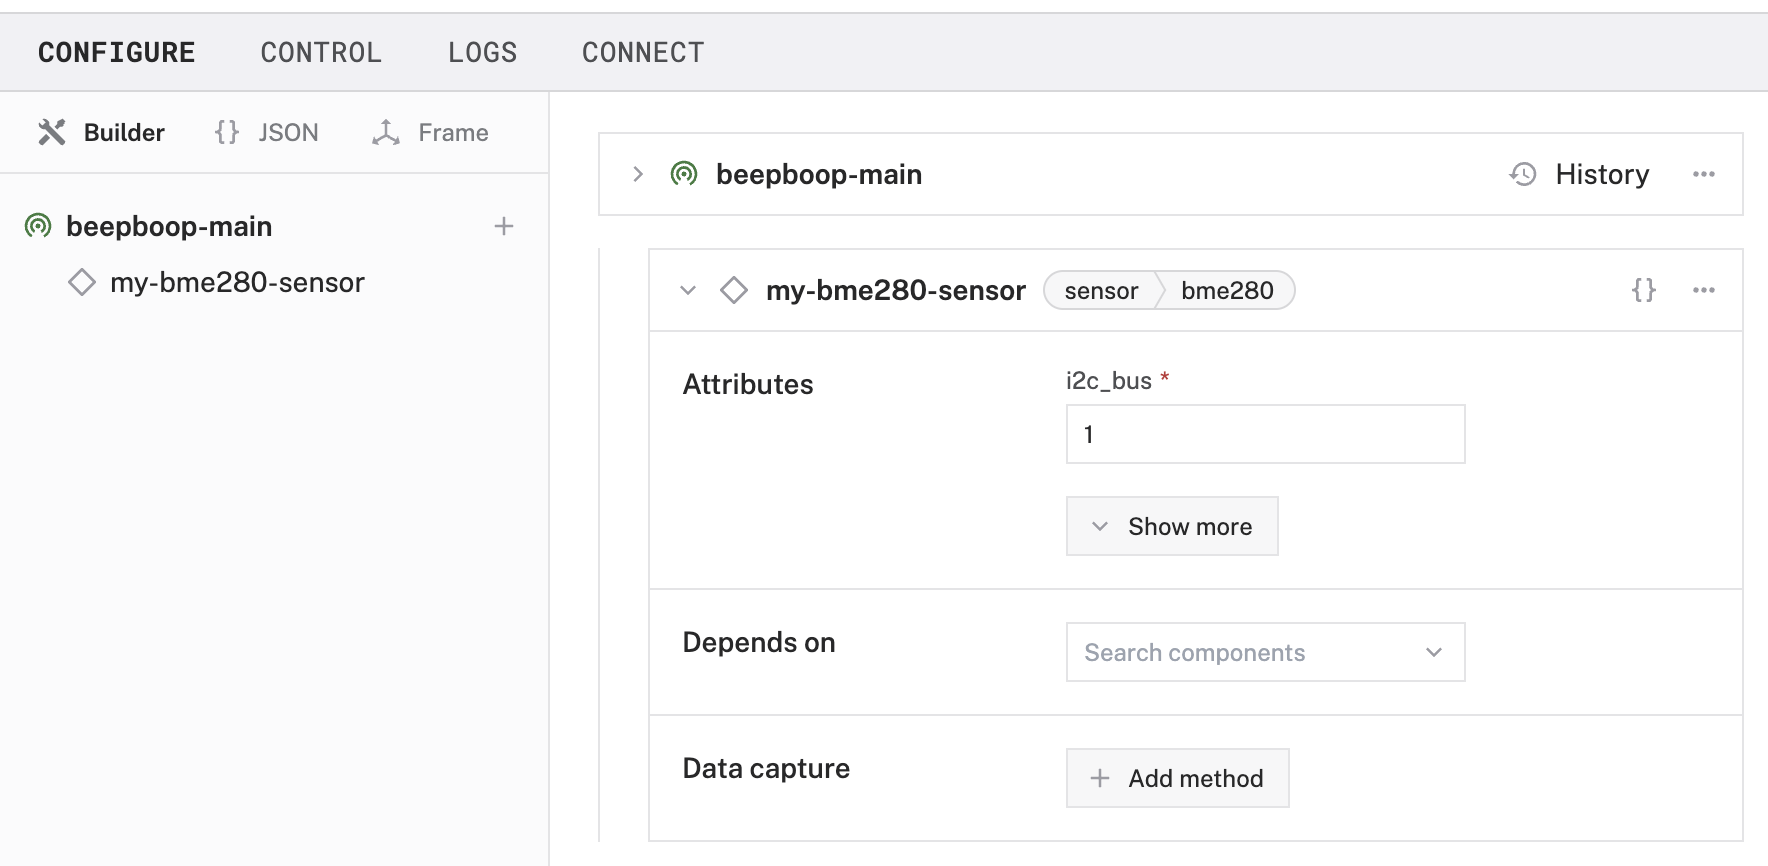 CONFIGURE CONTROL LOGS CONNECT
Builder {} JSON Frame
beepboop-main
my-bme280-sensor
beepboop-main History
my-bme280-sensor sensor bme280 {}
Attributes
i2c_bus *
1
Show more
Depends on
Search components
Data capture
Add method